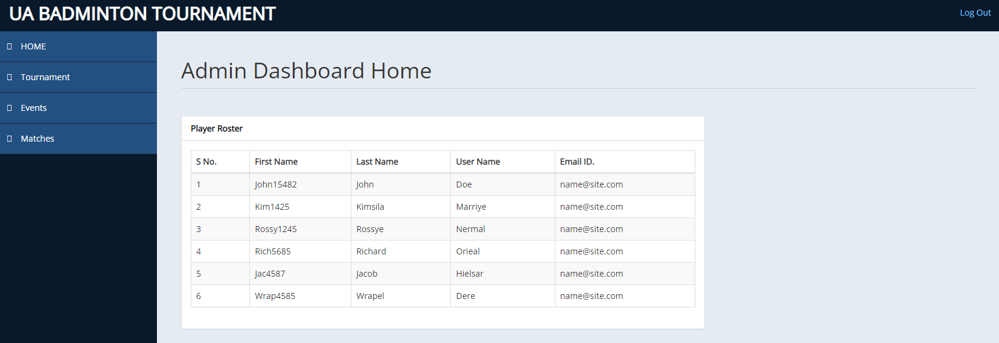 UA BADMINTON TOURNAMENT
Log Out
HOME
Tournament
Events
Matches
Admin Dashboard Home
Player Roster
S No. First Name Last Name User Name Email ID.
1 John15482 John Doe name@site.com
2 Kim1425 Kimsila Marriye name@site.com
3 Rossy1245 Rossye Nermal name@site.com
4 Rich5685 Richard Orieal name@site.com
5 Jac4587 Jacob Hielsar name@site.com
6 Wrap4585 Wrapel Dere name@site.com